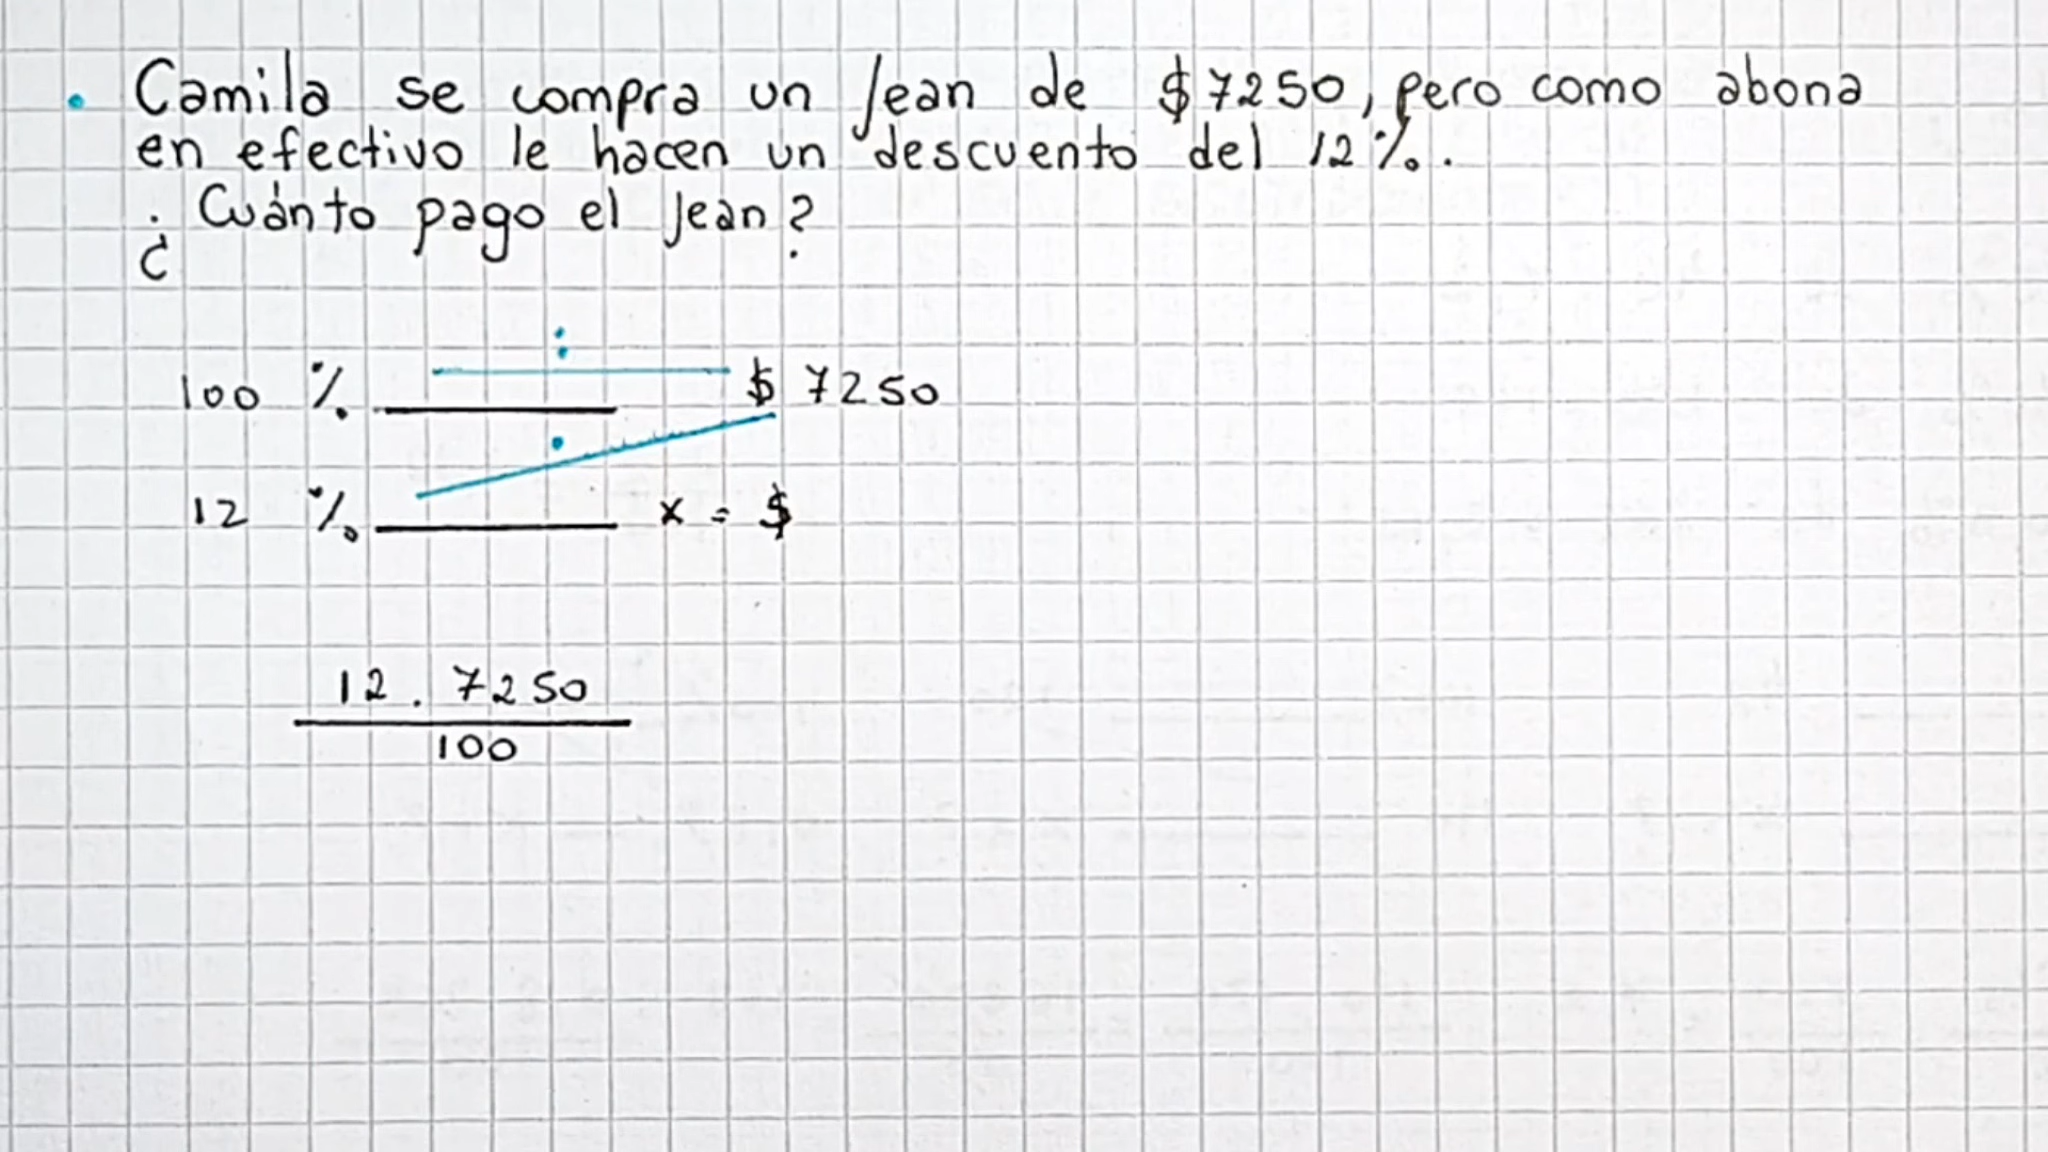 • Camila se compra un Jean de $7250, pero como abona
en efectivo le hacen un descuento del 12%.
¿Cuánto pago el Jean?
:
100 % $ 7250
·
12 % x = $
12 . 7250
100